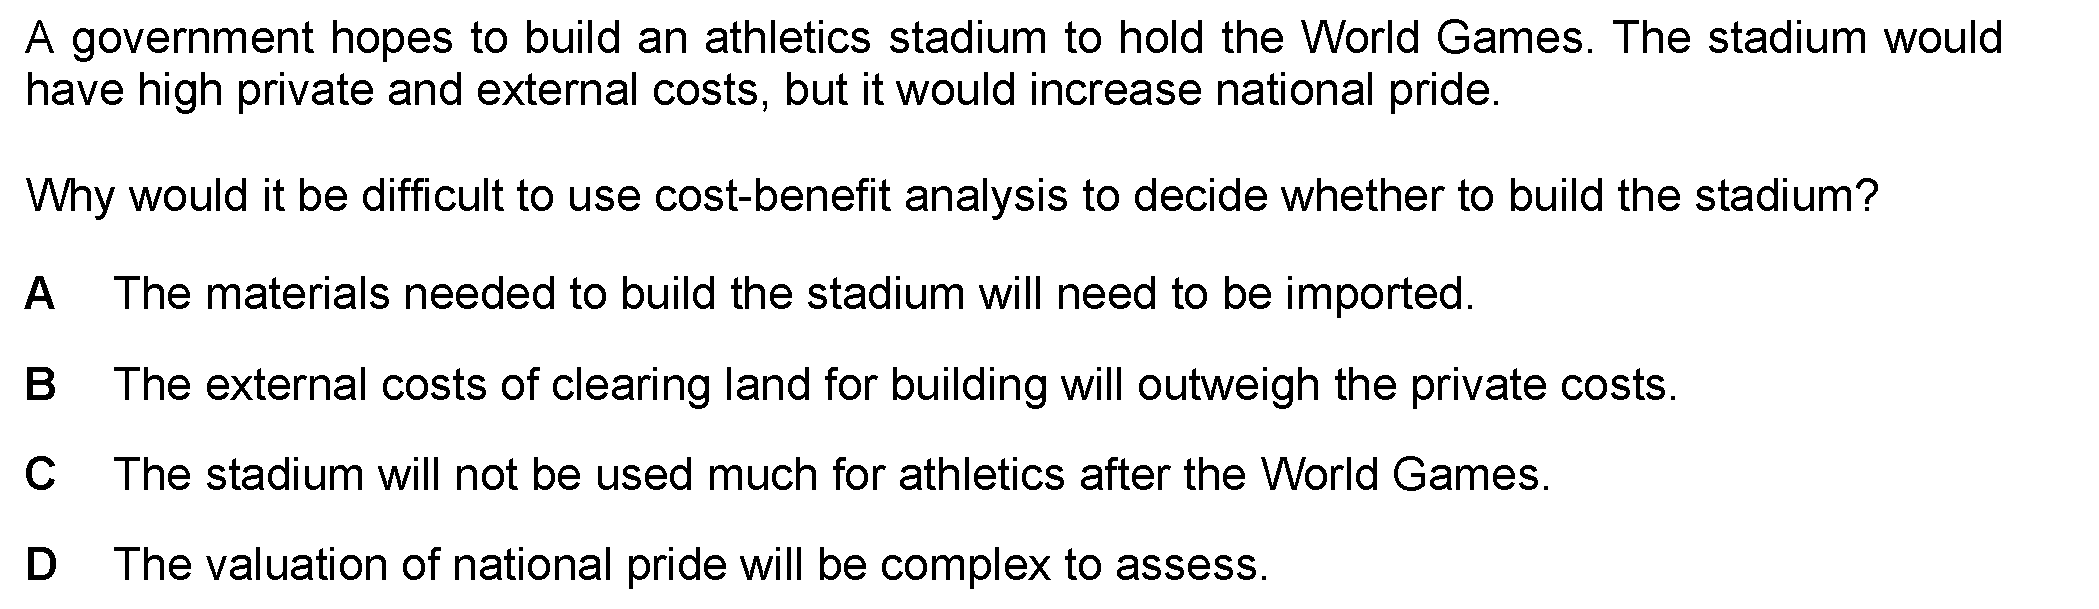 A government hopes to build an athletics stadium to hold the World Games. The stadium would
have high private and external costs, but it would increase national pride.
Why would it be difficult to use cost-benefit analysis to decide whether to build the stadium?
A The materials needed to build the stadium will need to be imported.
B The external costs of clearing land for building will outweigh the private costs.
C The stadium will not be used much for athletics after the World Games.
D The valuation of national pride will be complex to assess.